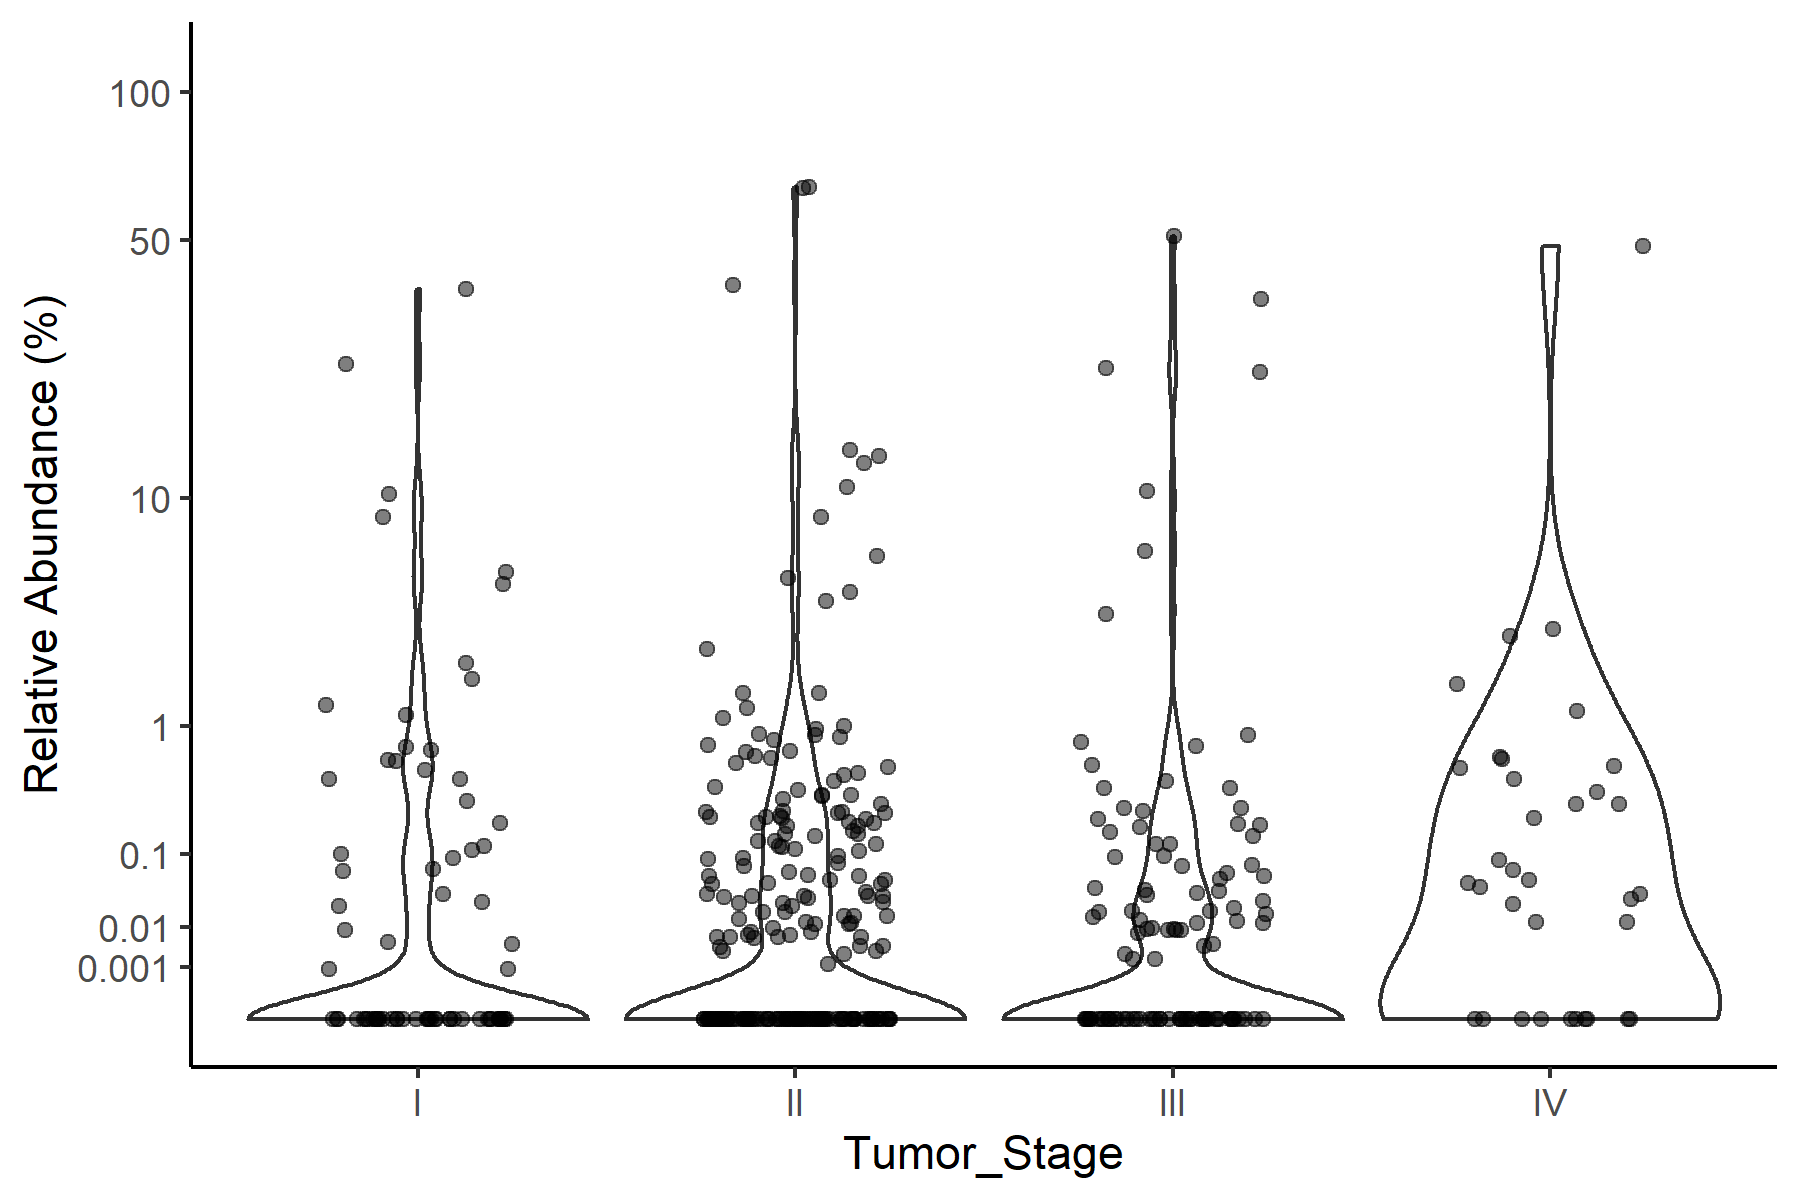 Relative Abundance (%)
100
50
10
1
0.1
0.01
0.001
I
II
III
IV
Tumor_Stage